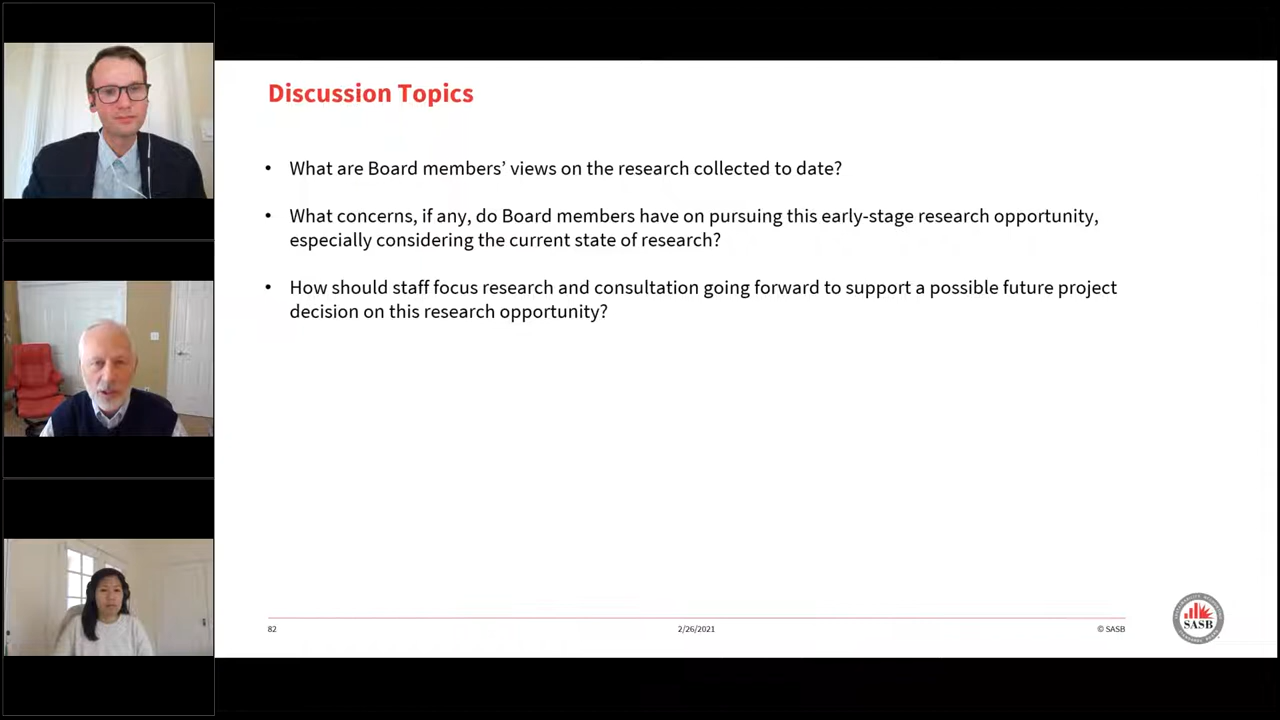 Discussion Topics
• What are Board members’ views on the research collected to date?
• What concerns, if any, do Board members have on pursuing this early-stage research opportunity,
especially considering the current state of research?
• How should staff focus research and consultation going forward to support a possible future project
decision on this research opportunity?
82
2/26/2021
© SASB
SASB